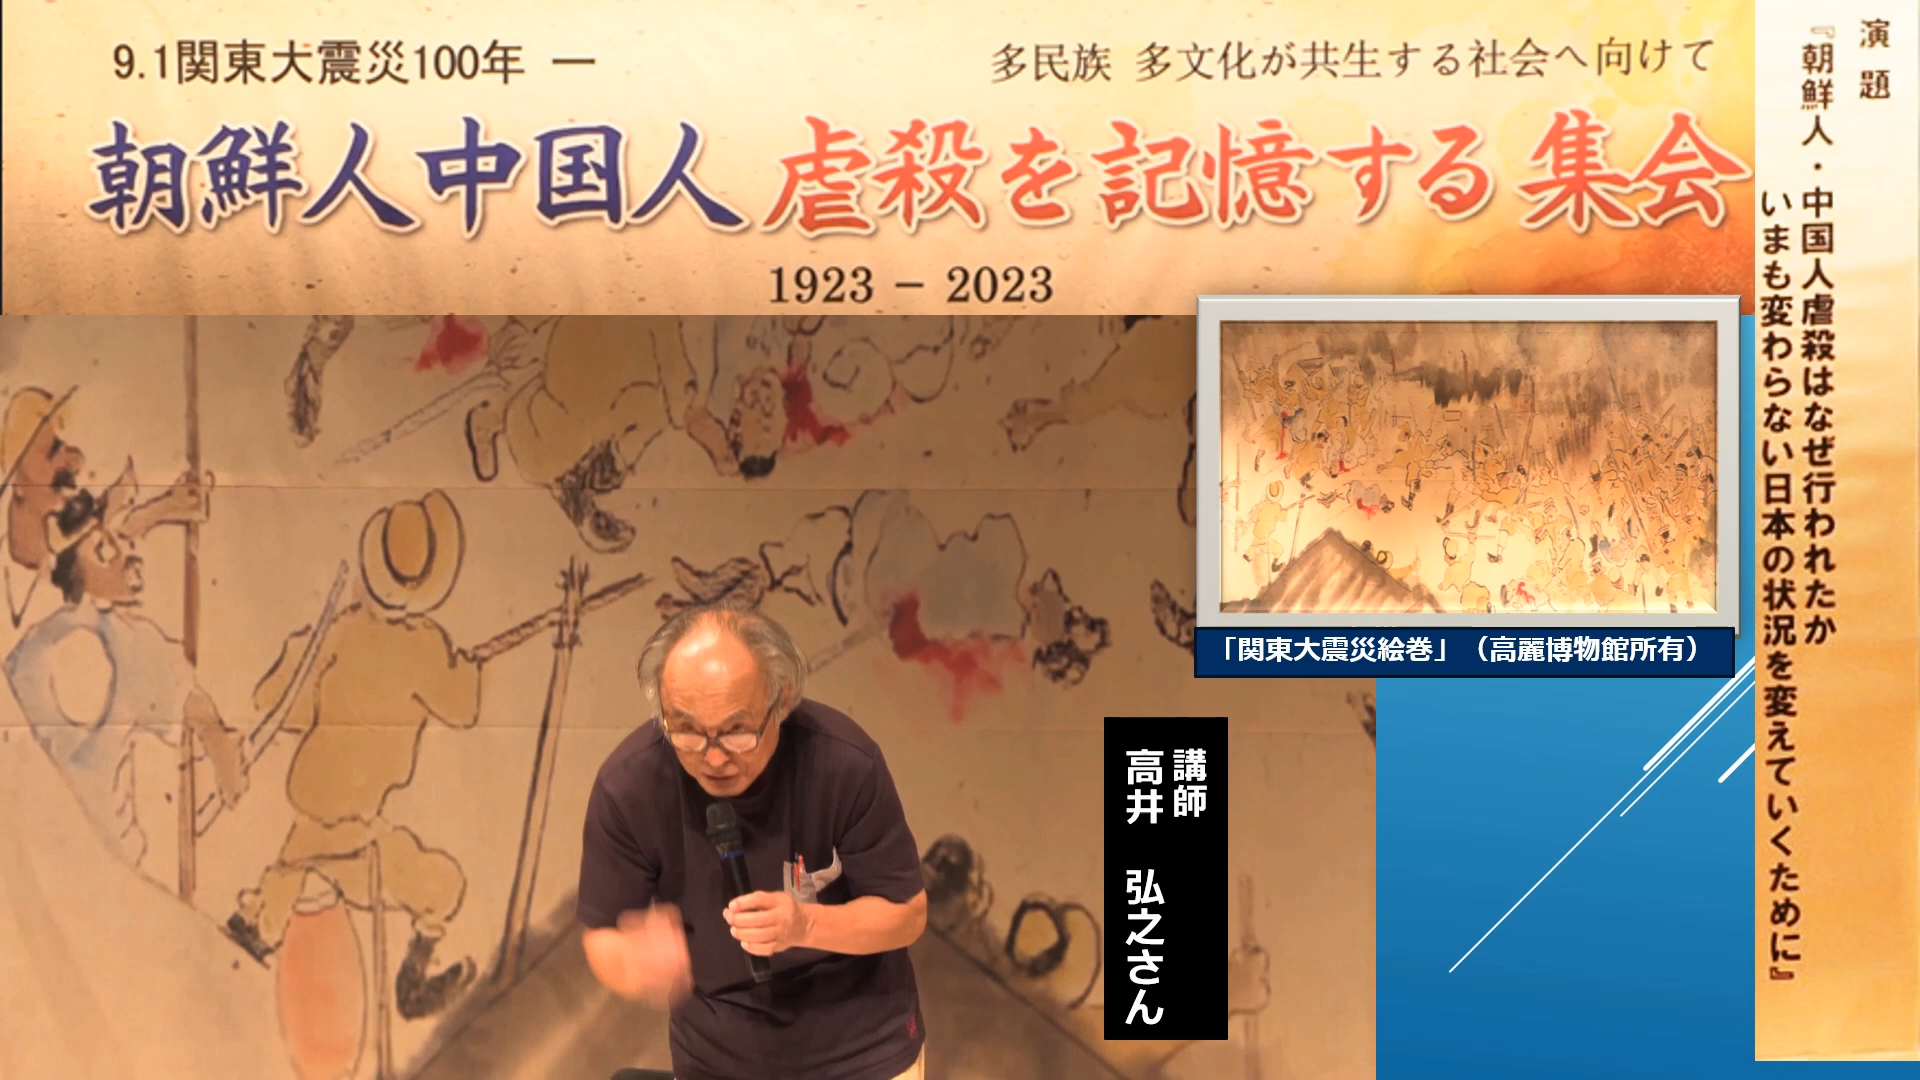 9.1関東大震災100年 ー
多民族 多文化が共生する社会へ向けて
朝鮮人中国人 虐殺を記憶する 集会
1923 － 2023
演題
『朝鮮人・中国人虐殺はなぜ行われたか
いまも変わらない日本の状況を変えていくために』
「関東大震災絵巻」（高麗博物館所有）
講師
高井 弘之さん